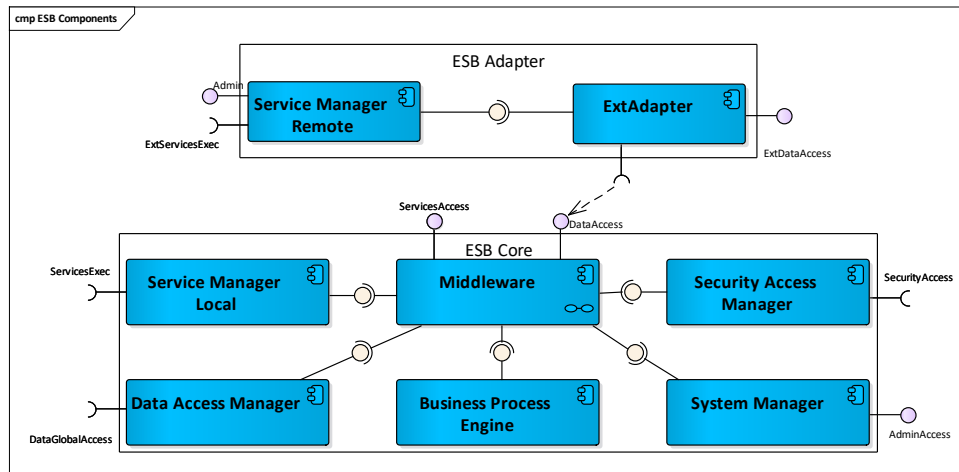 cmp ESB Components
ESB Adapter
Admin
Service Manager
Remote
ExtAdapter
ExtServicesExec
ExtDataAccess
ServicesAccess
DataAccess
ESB Core
ServicesExec
Service Manager
Local
Middleware
Security Access
Manager
SecurityAccess
Data Access Manager
Business Process
Engine
System Manager
DataGlobalAccess
AdminAccess